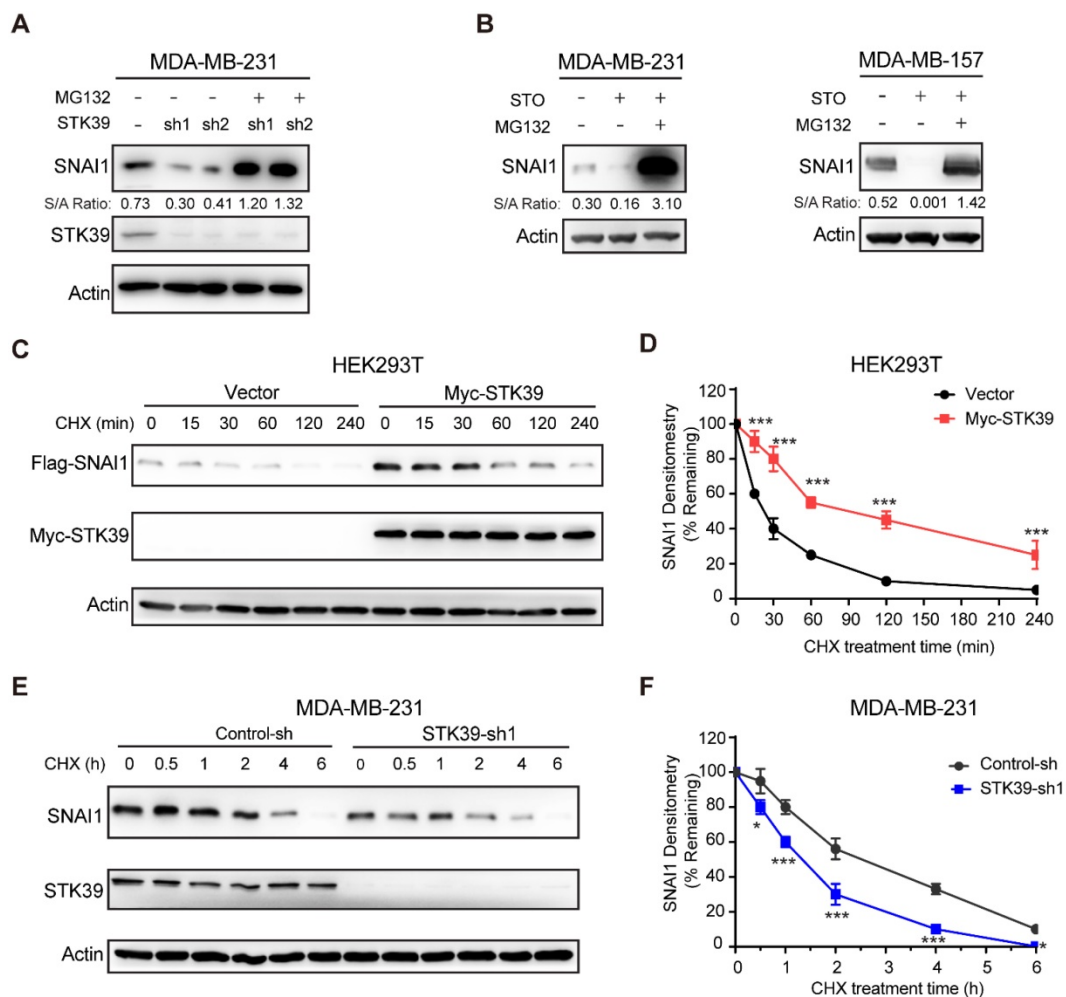 A
MDA-MB-231
MG132 - - - + +
STK39 - sh1 sh2 sh1 sh2
SNAI1
S/A Ratio: 0.73 0.30 0.41 1.20 1.32
STK39
Actin
B
MDA-MB-231
STO - + +
MG132 - - +
SNAI1
S/A Ratio: 0.30 0.16 3.10
Actin
MDA-MB-157
STO - + +
MG132 - - +
SNAI1
S/A Ratio: 0.52 0.001 1.42
Actin
C
HEK293T
Vector Myc-STK39
CHX (min) 0 15 30 60 120 240 0 15 30 60 120 240
Flag-SNAI1
Myc-STK39
Actin
D
HEK293T
Vector
Myc-STK39
SNAI1 Densitomestry
(% Remaining)
120
100
80
60
40
20
0
*** *** *** *** ***
0 30 60 90 120 150 180 210 240
CHX treatment time (min)
E
MDA-MB-231
Control-sh STK39-sh1
CHX (h) 0 0.5 1 2 4 6 0 0.5 1 2 4 6
SNAI1
STK39
Actin
F
MDA-MB-231
Control-sh
STK39-sh1
SNAI1 Densitometry
(% Remaining)
120
100
80
60
40
20
0
* *** *** *** *
0 1 2 3 4 5 6
CHX treatment time (h)